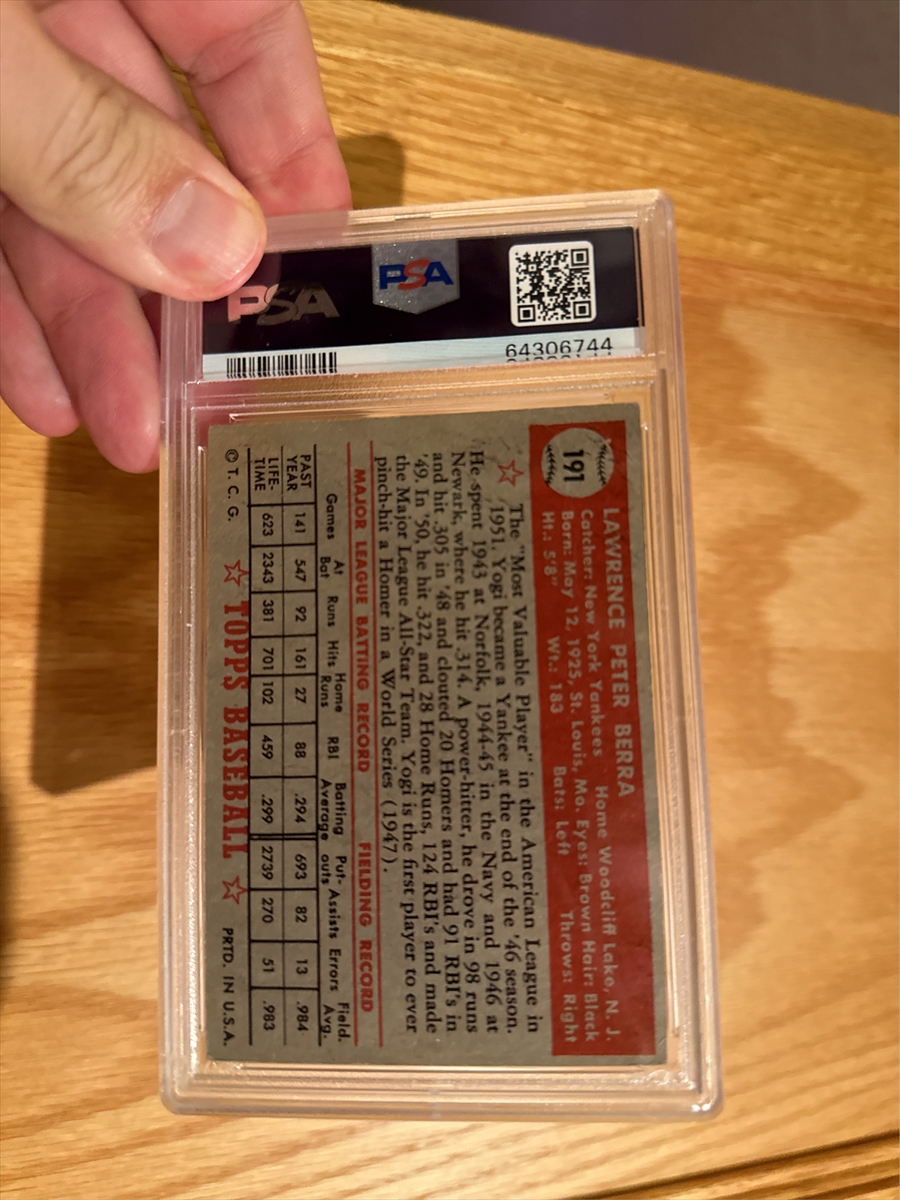 PSA
PSA
64306744
191
LAWRENCE PETER BERRA
Catcher: New York Yankees Home Woodcliff Lake, N. J.
Born: May 12, 1925, St. Louis, Mo. Eyes: Brown Hair: Black
Ht.: 5'8" Wt.: 183 Bats: Left Throws: Right
The "Most Valuable Player" in the American League in
1951, Yogi became a Yankee at the end of the '46 season.
He spent 1943 at Norfolk, 1944-45 in the Navy and 1946 at
Newark, where he hit .314. A power-hitter, he drove in 98 runs
and hit .305 in '48 and clouted 20 Homers and had 91 RBI's in
'49. In '50, he hit .322, and 28 Home Runs, 124 RBI's and made
the Major League All-Star Team. Yogi is the first player to ever
pinch-hit a Homer in a World Series (1947).
MAJOR LEAGUE BATTING RECORD FIELDING RECORD
Games At Bat Runs Hits Home Runs RBI Batting Average Put-outs Assists Errors Field. Avg.
PAST YEAR 141 547 92 161 27 88 .294 693 82 13 .984
LIFE-TIME 623 2343 381 701 102 459 .299 2739 270 51 .983
© T. C. G. TOPPS BASEBALL PRTD. IN U.S.A.